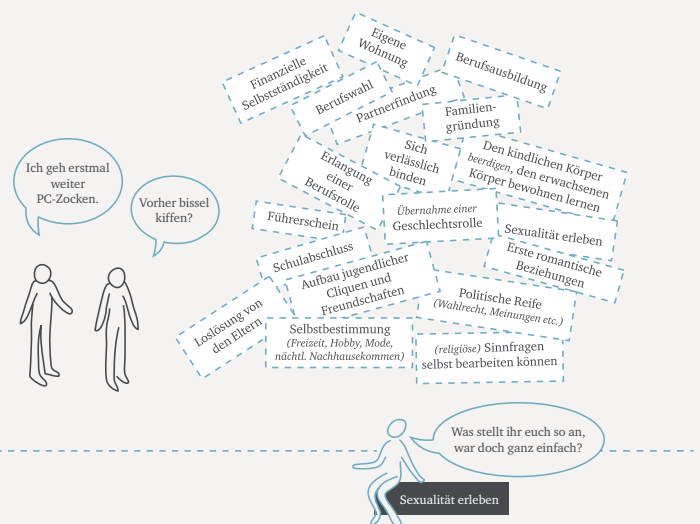 Eigene
Wohnung
Finanzielle
Selbstständigkeit
Berufsausbildung
Berufswahl
Partnerfindung
Familien-
gründung
Ich geh erstmal
weiter
PC-Zocken.
Vorher bissel
kiffen?
Erlangung
einer
Berufsrolle
Sich
verlässlich
binden
Den kindlichen Körper
beerdigen, den erwachsenen
Körper bewohnen lernen
Führerschein
Übernahme einer
Geschlechtsrolle
Sexualität erleben
Schulabschluss
Aufbau jugendlicher
Cliquen und
Freundschaften
Erste romantische
Beziehungen
Politische Reife
(Wahlrecht, Meinungen etc.)
Loslösung von
den Eltern
Selbstbestimmung
(Freizeit, Hobby, Mode,
nächtl. Nachhausekommen)
(religiöse) Sinnfragen
selbst bearbeiten können
Was stellt ihr euch so an,
war doch ganz einfach?
Sexualität erleben